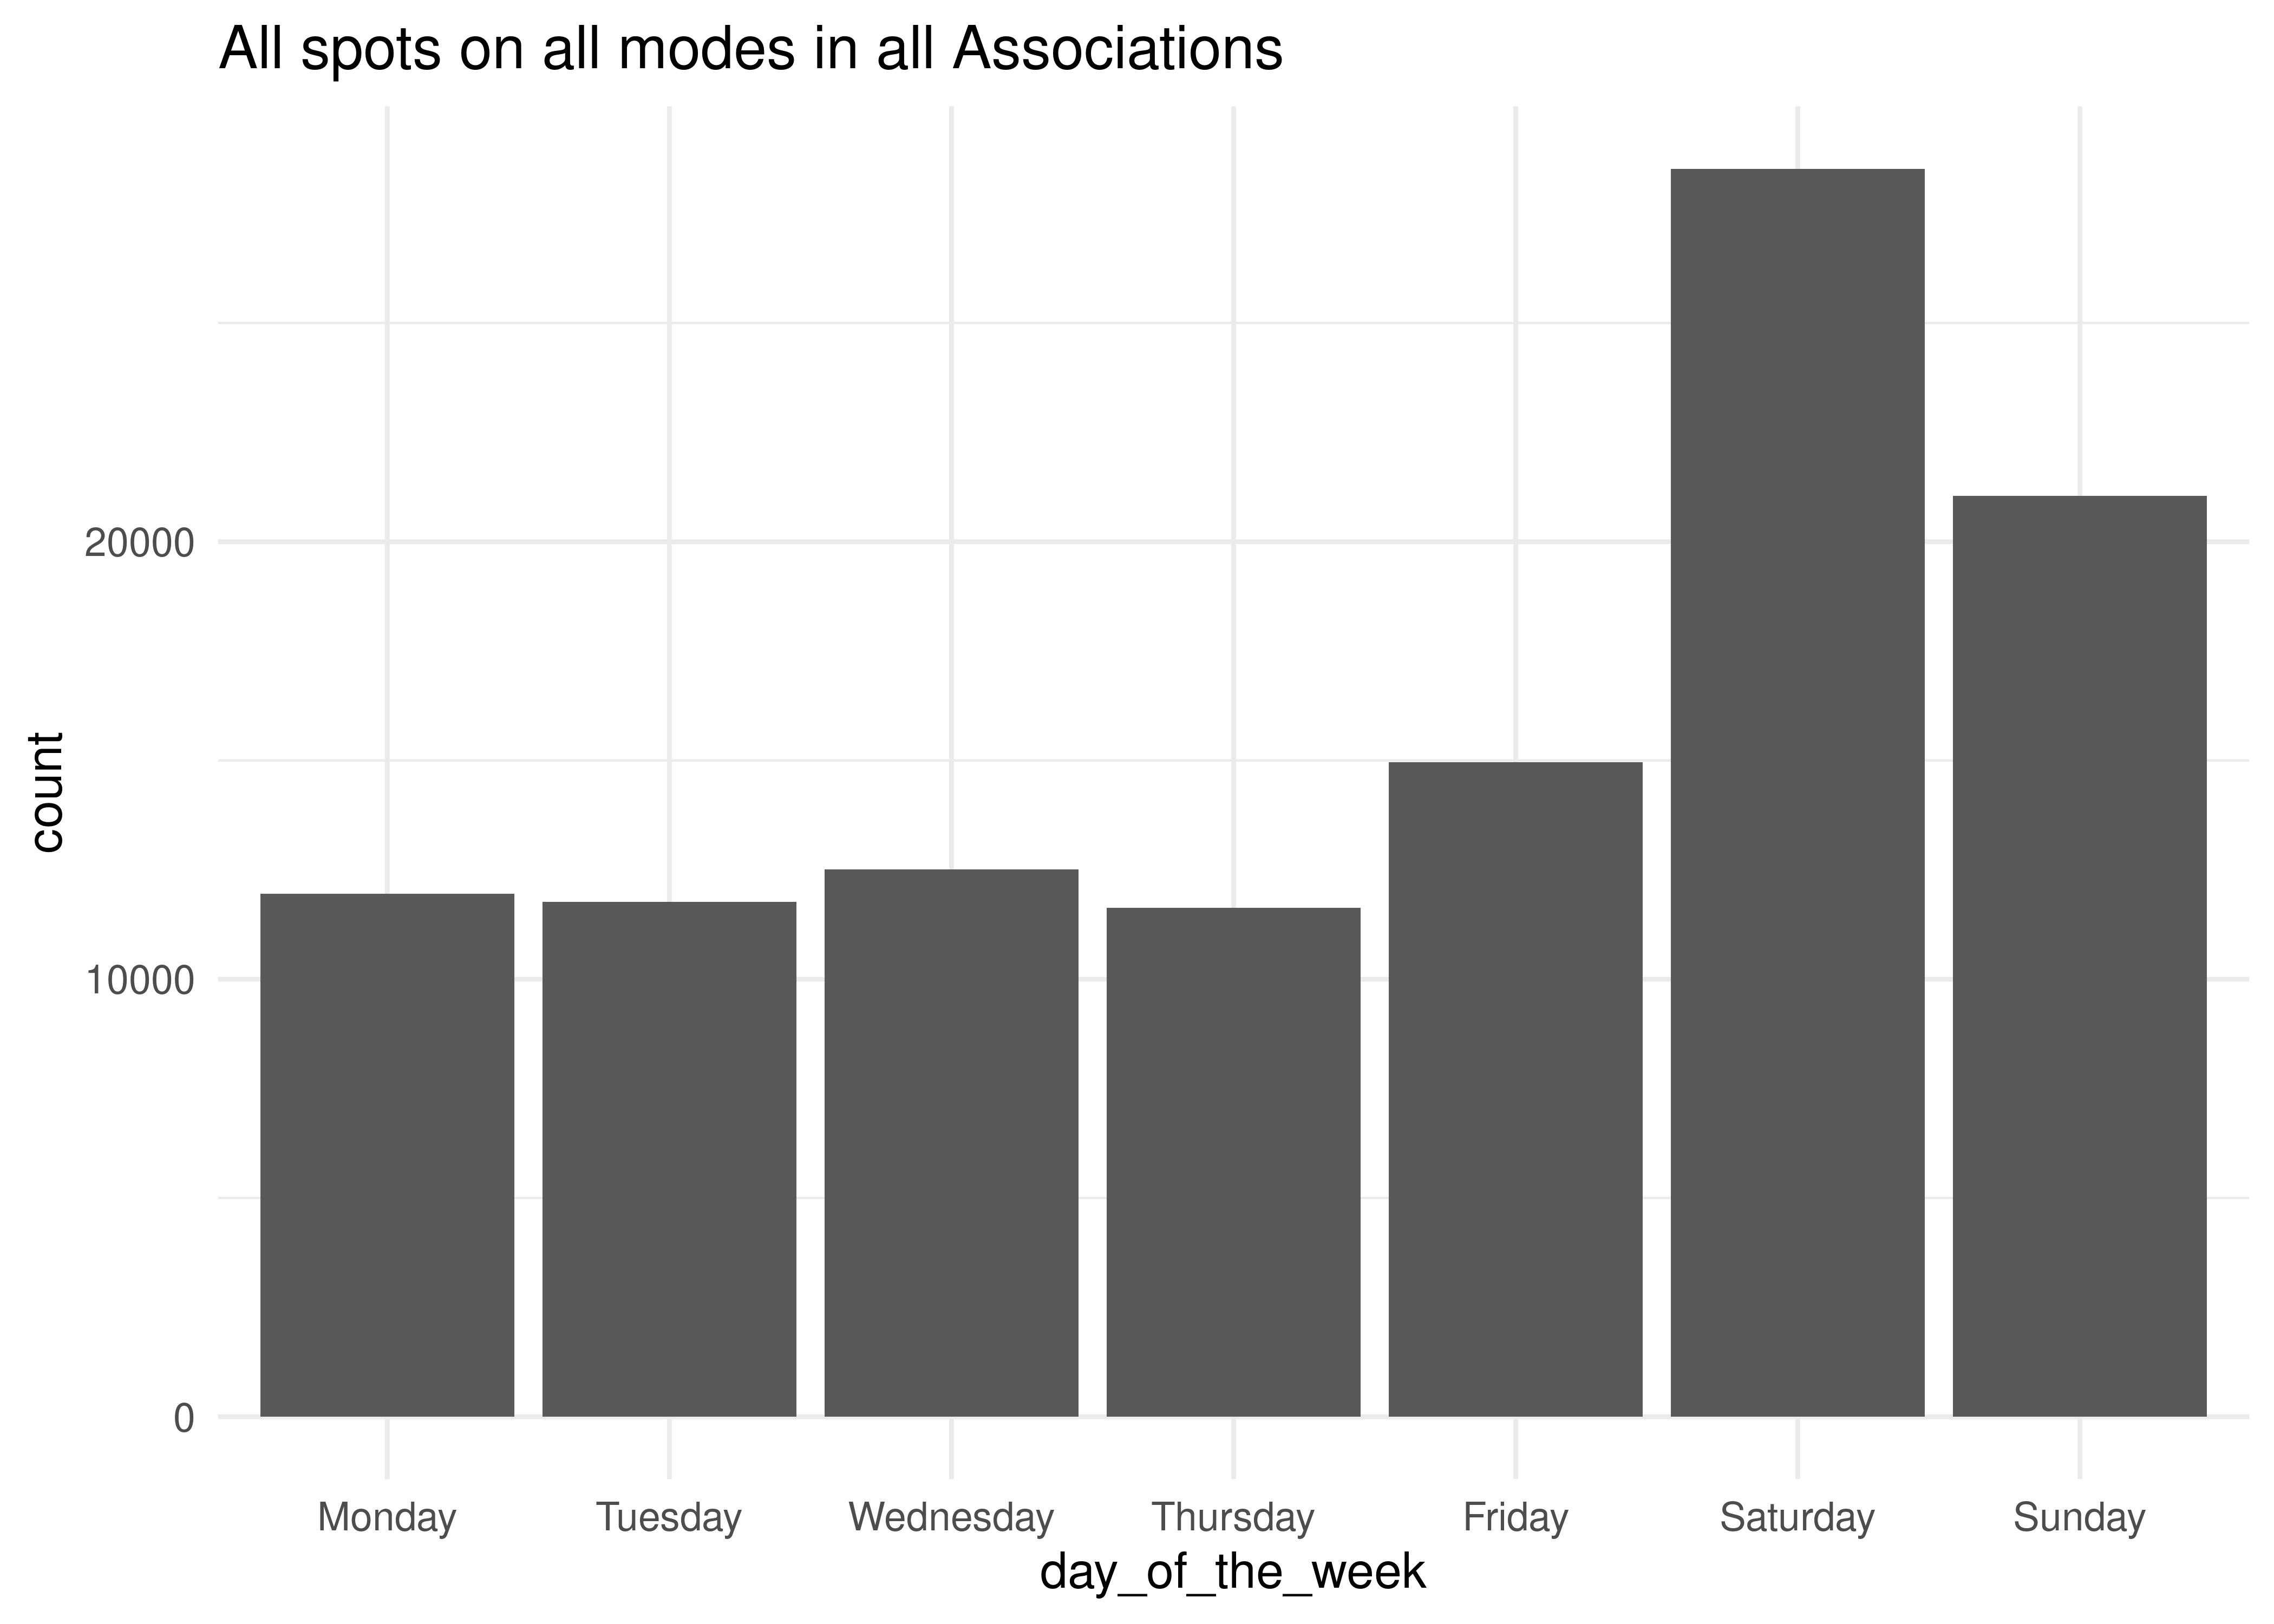 All spots on all modes in all Associations
count
20000
10000
0
Monday Tuesday Wednesday Thursday Friday Saturday Sunday
day_of_the_week